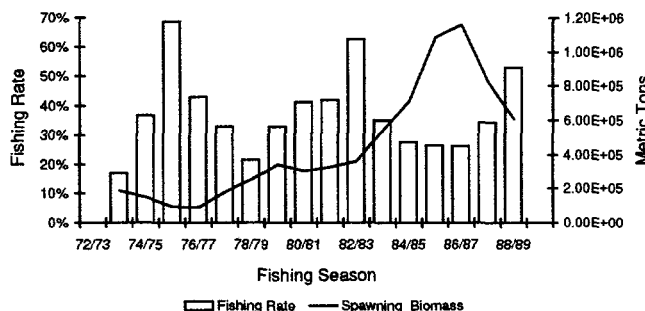 70%
60%
50%
40%
30%
20%
10%
0%
Fishing Rate
1.20E+06
1.00E+06
8.00E+05
6.00E+05
4.00E+05
2.00E+05
0.00E+00
Metric Tons
72/73 74/75 76/77 78/79 80/81 82/83 84/85 86/87 88/89
Fishing Season
Fishing Rate Spawning Biomass